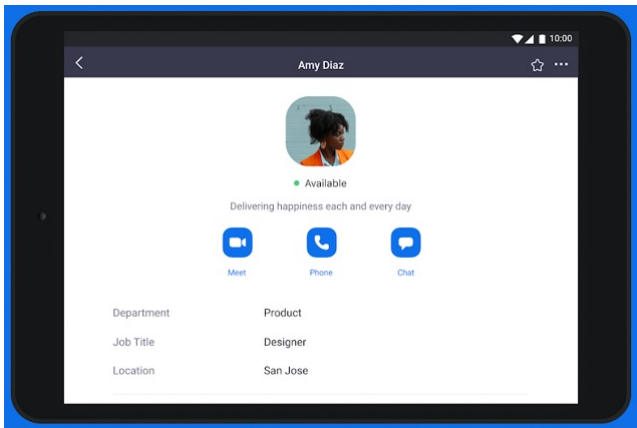 10:00
Amy Diaz
Available
Delivering happiness each and every day
Meet Phone Chat
Department Product
Job Title Designer
Location San Jose